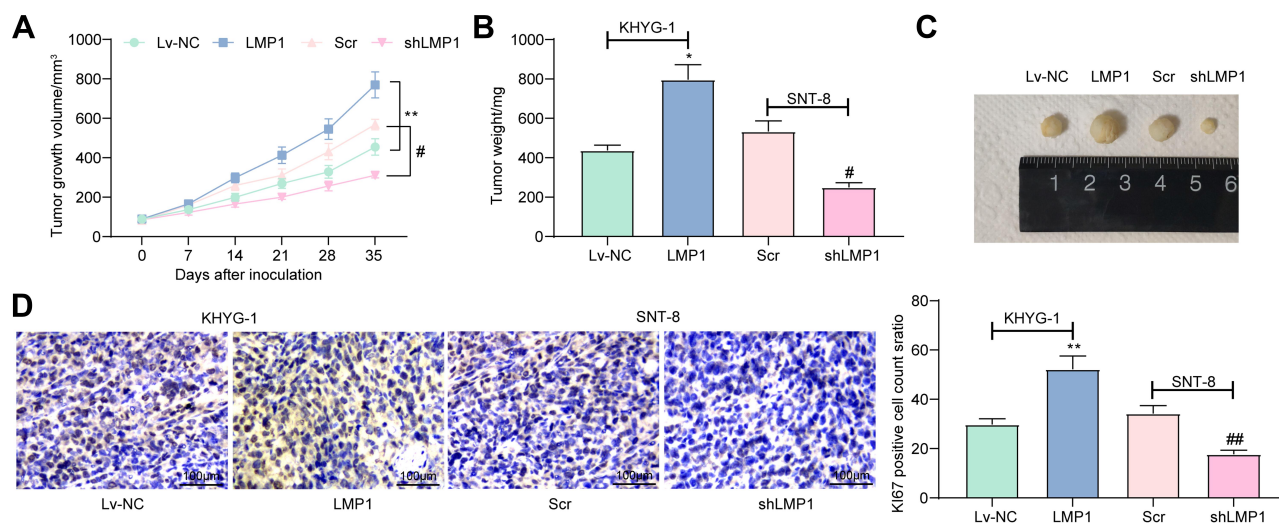 A
Lv-NC LMP1 Scr shLMP1
Tumor growth volume/mm³
1000
800
600
400
200
0
**
#
0 7 14 21 28 35
Days after inoculation
B
Tumor weight/mg
1000
800
600
400
200
0
KHYG-1
*
SNT-8
#
Lv-NC LMP1 Scr shLMP1
C
Lv-NC LMP1 Scr shLMP1
1 2 3 4 5 6
D
KHYG-1 SNT-8
100μm 100μm 100μm 100μm
Lv-NC LMP1 Scr shLMP1
KI67 positive cell count sratio
80
60
40
20
0
KHYG-1
**
SNT-8
##
Lv-NC LMP1 Scr shLMP1